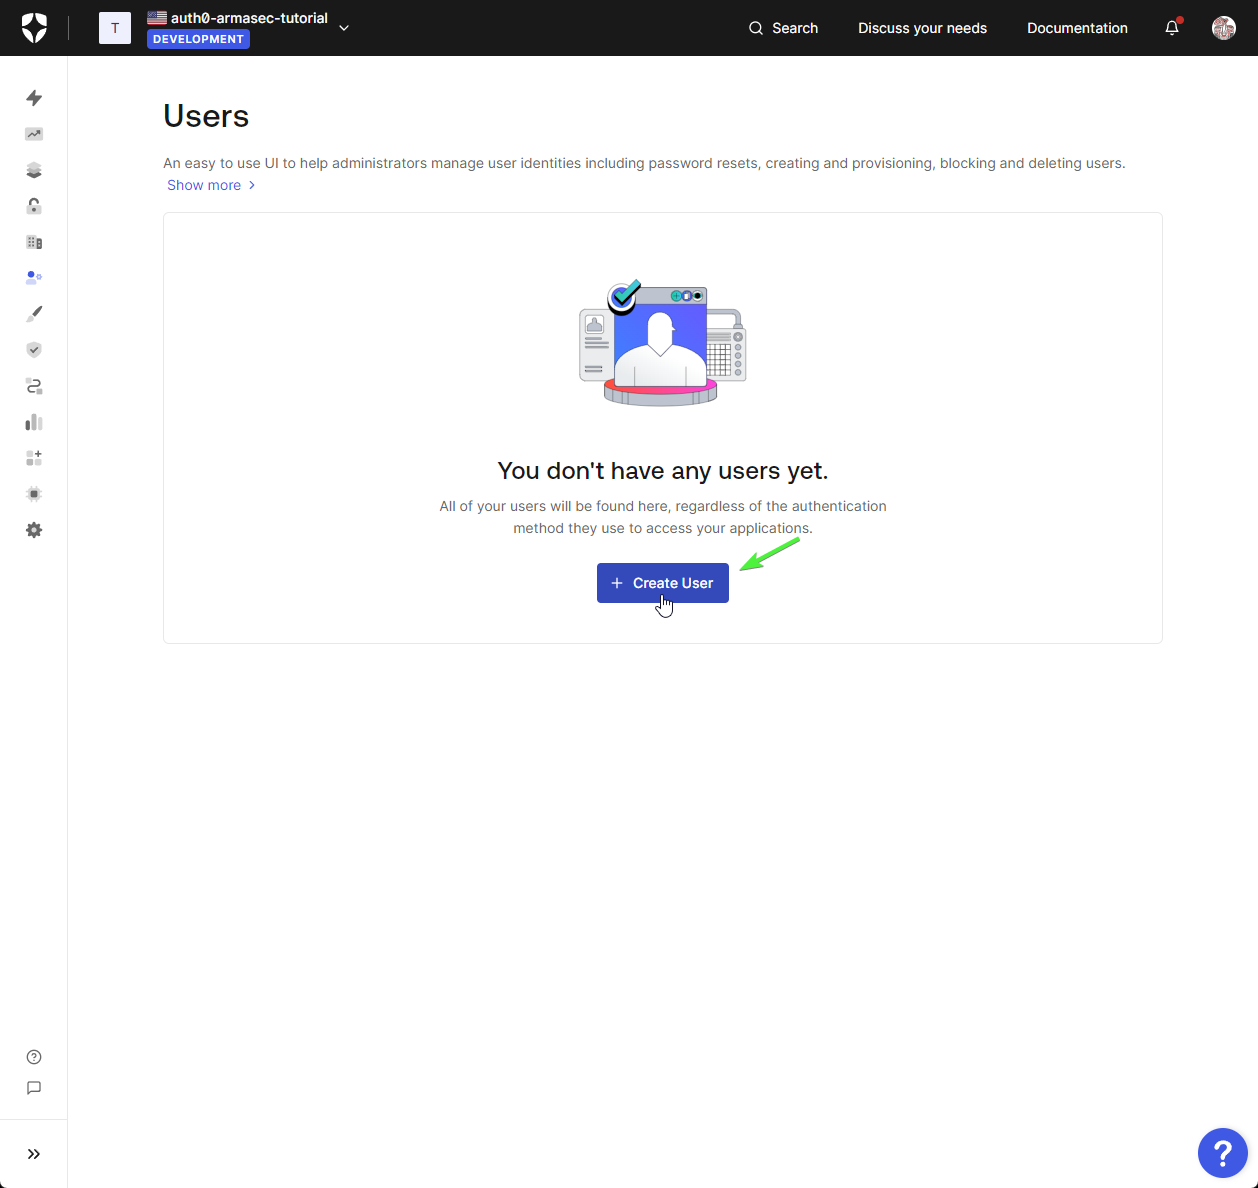 T
auth0-armasec-tutorial
DEVELOPMENT
Search
Discuss your needs
Documentation
Users
An easy to use UI to help administrators manage user identities including password resets, creating and provisioning, blocking and deleting users.
Show more
You don't have any users yet.
All of your users will be found here, regardless of the authentication
method they use to access your applications.
+ Create User
?
?